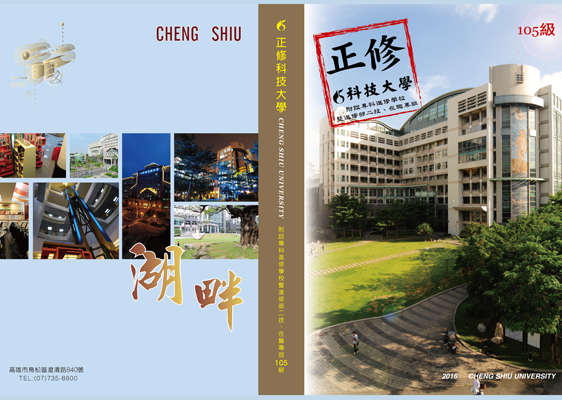 CHENG SHIU
湖畔
高雄市鳥松區澄清路840號
TEL:(07)735-8800
正修科技大學 CHENG SHIU UNIVERSITY 附設專科進修學校暨進修部二技、在職專班 105級
105級
正修
科技大學
附設專科進修學校
暨進修部二技、在職專班
2016 CHENG SHIU UNIVERSITY